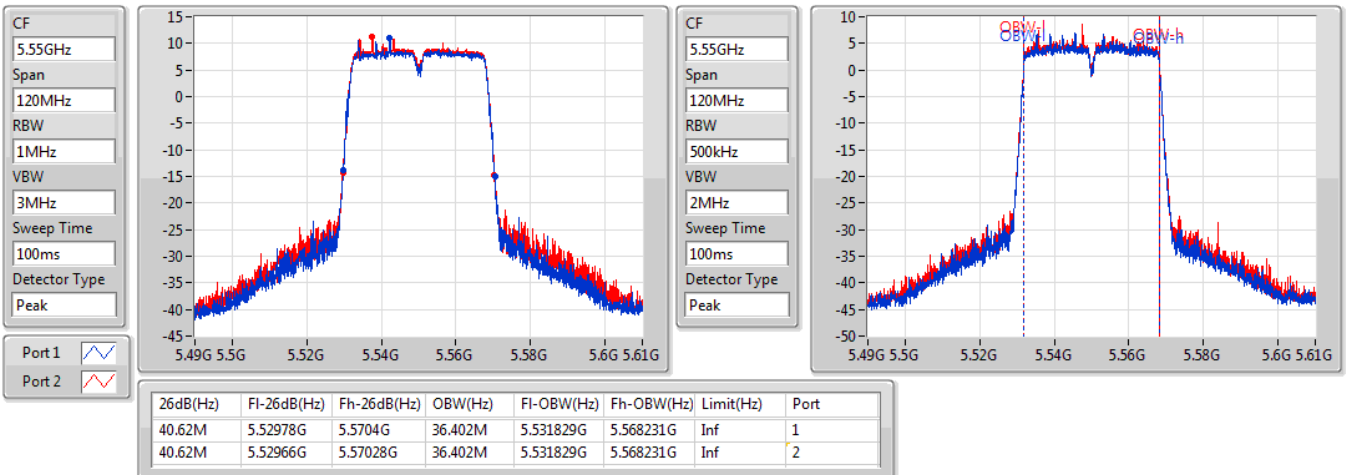 CF
5.55GHz
Span
120MHz
RBW
1MHz
VBW
3MHz
Sweep Time
100ms
Detector Type
Peak
Port 1
Port 2
15
10
5
0
-5
-10
-15
-20
-25
-30
-35
-40
-45
5.49G 5.5G 5.52G 5.54G 5.56G 5.58G 5.6G 5.61G
CF
5.55GHz
Span
120MHz
RBW
500kHz
VBW
2MHz
Sweep Time
100ms
Detector Type
Peak
10
5
0
-5
-10
-15
-20
-25
-30
-35
-40
-45
-50
OBW-l OBW-h
OBW-l OBW-h
5.49G 5.5G 5.52G 5.54G 5.56G 5.58G 5.6G 5.61G
26dB(Hz) Fl-26dB(Hz) Fh-26dB(Hz) OBW(Hz) Fl-OBW(Hz) Fh-OBW(Hz) Limit(Hz) Port
40.62M 5.52978G 5.5704G 36.402M 5.531829G 5.568231G Inf 1
40.62M 5.52966G 5.57028G 36.402M 5.531829G 5.568231G Inf 2